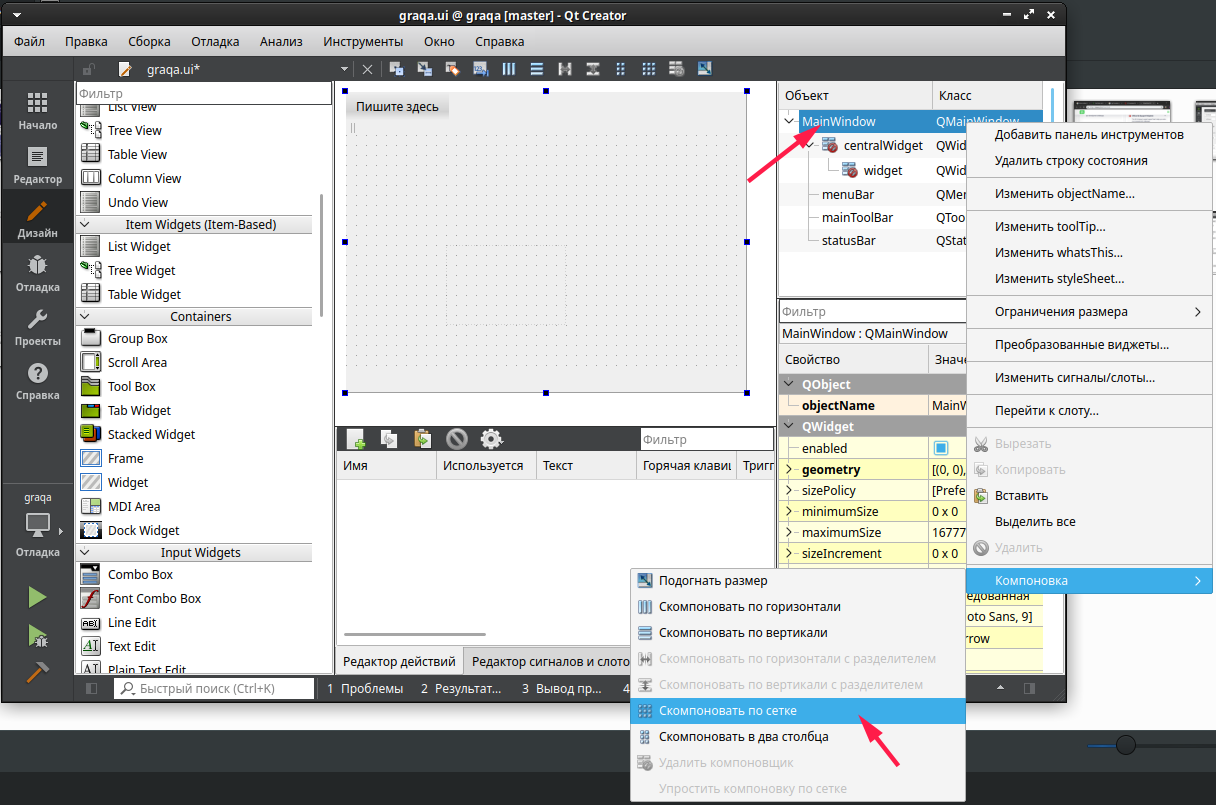 graqa.ui @ graqa [master] - Qt Creator
Файл Правка Сборка Отладка Анализ Инструменты Окно Справка
graqa.ui*
Начало
Редактор
Дизайн
Отладка
Проекты
Справка
graqa
Отладка
Фильтр
List View
Tree View
Table View
Column View
Undo View
Item Widgets (Item-Based)
List Widget
Tree Widget
Table Widget
Containers
Group Box
Scroll Area
Tool Box
Tab Widget
Stacked Widget
Frame
Widget
MDI Area
Dock Widget
Input Widgets
Combo Box
Font Combo Box
Line Edit
Text Edit
Plain Text Edit
Пишите здесь
Фильтр
Имя Используется Текст Горячая клавиш Тригг
Редактор действий Редактор сигналов и слото
Объект Класс
MainWindow QMainWindow
centralWidget QWid
widget QWid
menuBar QMe
mainToolBar QToo
statusBar QStat
Фильтр
MainWindow : QMainWindow
Свойство Значе
QObject
objectName MainW
QWidget
enabled
geometry [(0, 0),
sizePolicy [Prefe
minimumSize 0 x 0
maximumSize 16777
sizeIncrement 0 x 0
едованная
oto Sans, 9]
rrow
Добавить панель инструментов
Удалить строку состояния
Изменить objectName...
Изменить toolTip...
Изменить whatsThis...
Изменить styleSheet...
Ограничения размера
Преобразованные виджеты...
Изменить сигналы/слоты...
Перейти к слоту...
Вырезать
Копировать
Вставить
Выделить все
Удалить
Компоновка
Подогнать размер
Скомпоновать по горизонтали
Скомпоновать по вертикали
Скомпоновать по горизонтали с разделителем
Скомпоновать по вертикали с разделителем
Скомпоновать по сетке
Скомпоновать в два столбца
Удалить компоновщик
Упростить компоновку по сетке
Быстрый поиск (Ctrl+K) 1 Проблемы 2 Результат... 3 Вывод пр... 4